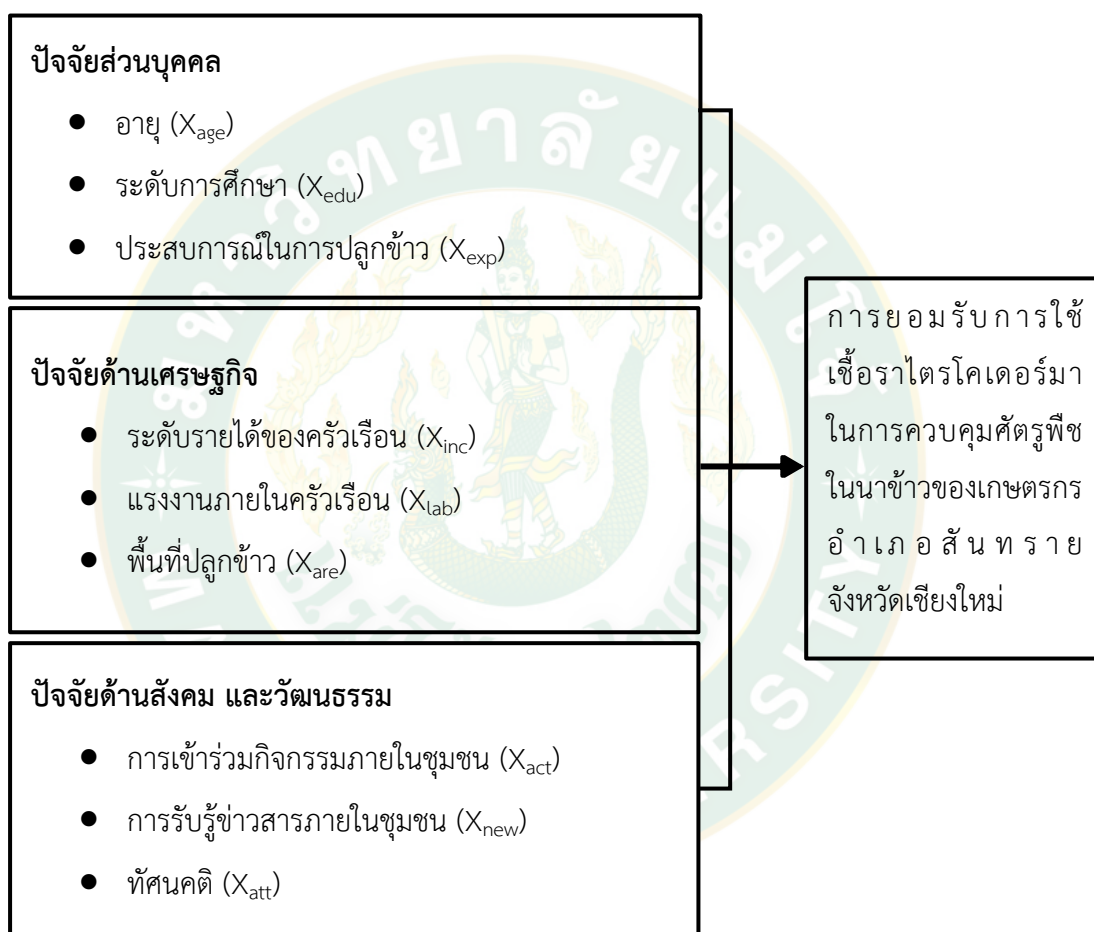 ปัจจัยส่วนบุคคล
● อายุ (Xage)
● ระดับการศึกษา (Xedu)
● ประสบการณ์ในการปลูกข้าว (Xexp)
ปัจจัยด้านเศรษฐกิจ
● ระดับรายได้ของครัวเรือน (Xinc)
● แรงงานภายในครัวเรือน (Xlab)
● พื้นที่ปลูกข้าว (Xare)
ปัจจัยด้านสังคม และวัฒนธรรม
● การเข้าร่วมกิจกรรมภายในชุมชน (Xact)
● การรับรู้ข่าวสารภายในชุมชน (Xnew)
● ทัศนคติ (Xatt)
การยอมรับการใช้
เชื้อราไตรโคเดอร์มา
ในการควบคุมศัตรูพืช
ในนาข้าวของเกษตรกร
อำเภอสันทราย
จังหวัดเชียงใหม่